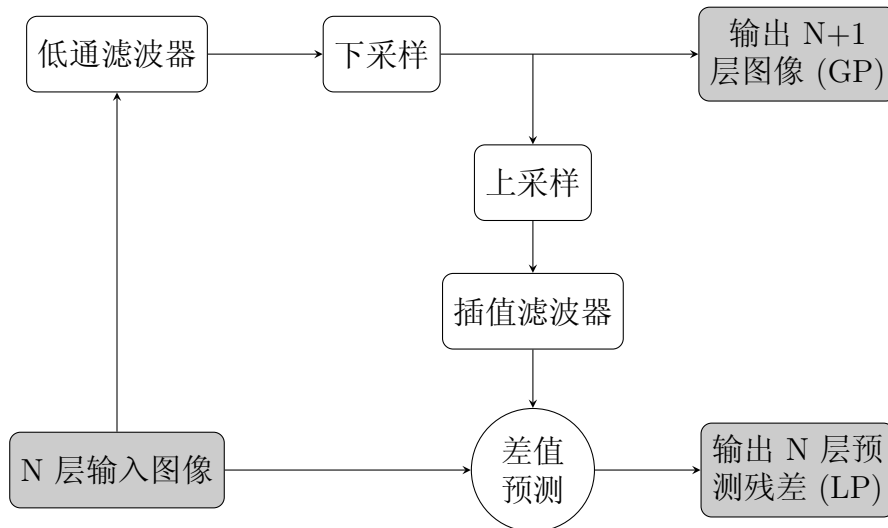 低通滤波器
下采样
输出 N+1
层图像 (GP)
上采样
插值滤波器
N 层输入图像
差值
预测
输出 N 层预
测残差 (LP)